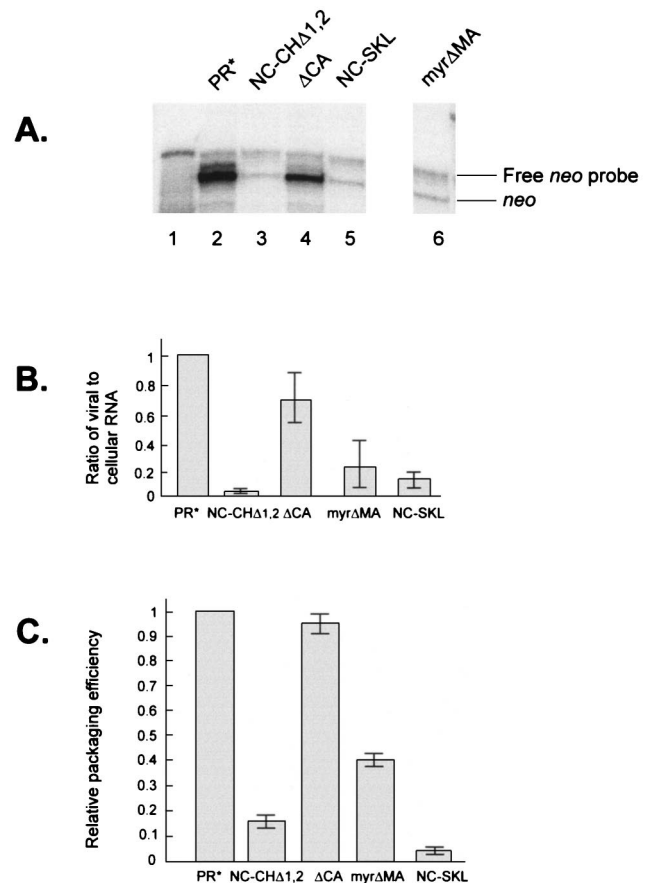 PR* NC-CHΔ1,2 ΔCA NC-SKL myrΔMA
A.
Free neo probe
neo
1 2 3 4 5 6
B.
Ratio of viral to
cellular RNA
1
0.8
0.6
0.4
0.2
0
PR* NC-CHΔ1,2 ΔCA myrΔMA NC-SKL
C.
Relative packaging efficiency
1
0.9
0.8
0.7
0.6
0.5
0.4
0.3
0.2
0.1
0
PR* NC-CHΔ1,2 ΔCA myrΔMA NC-SKL